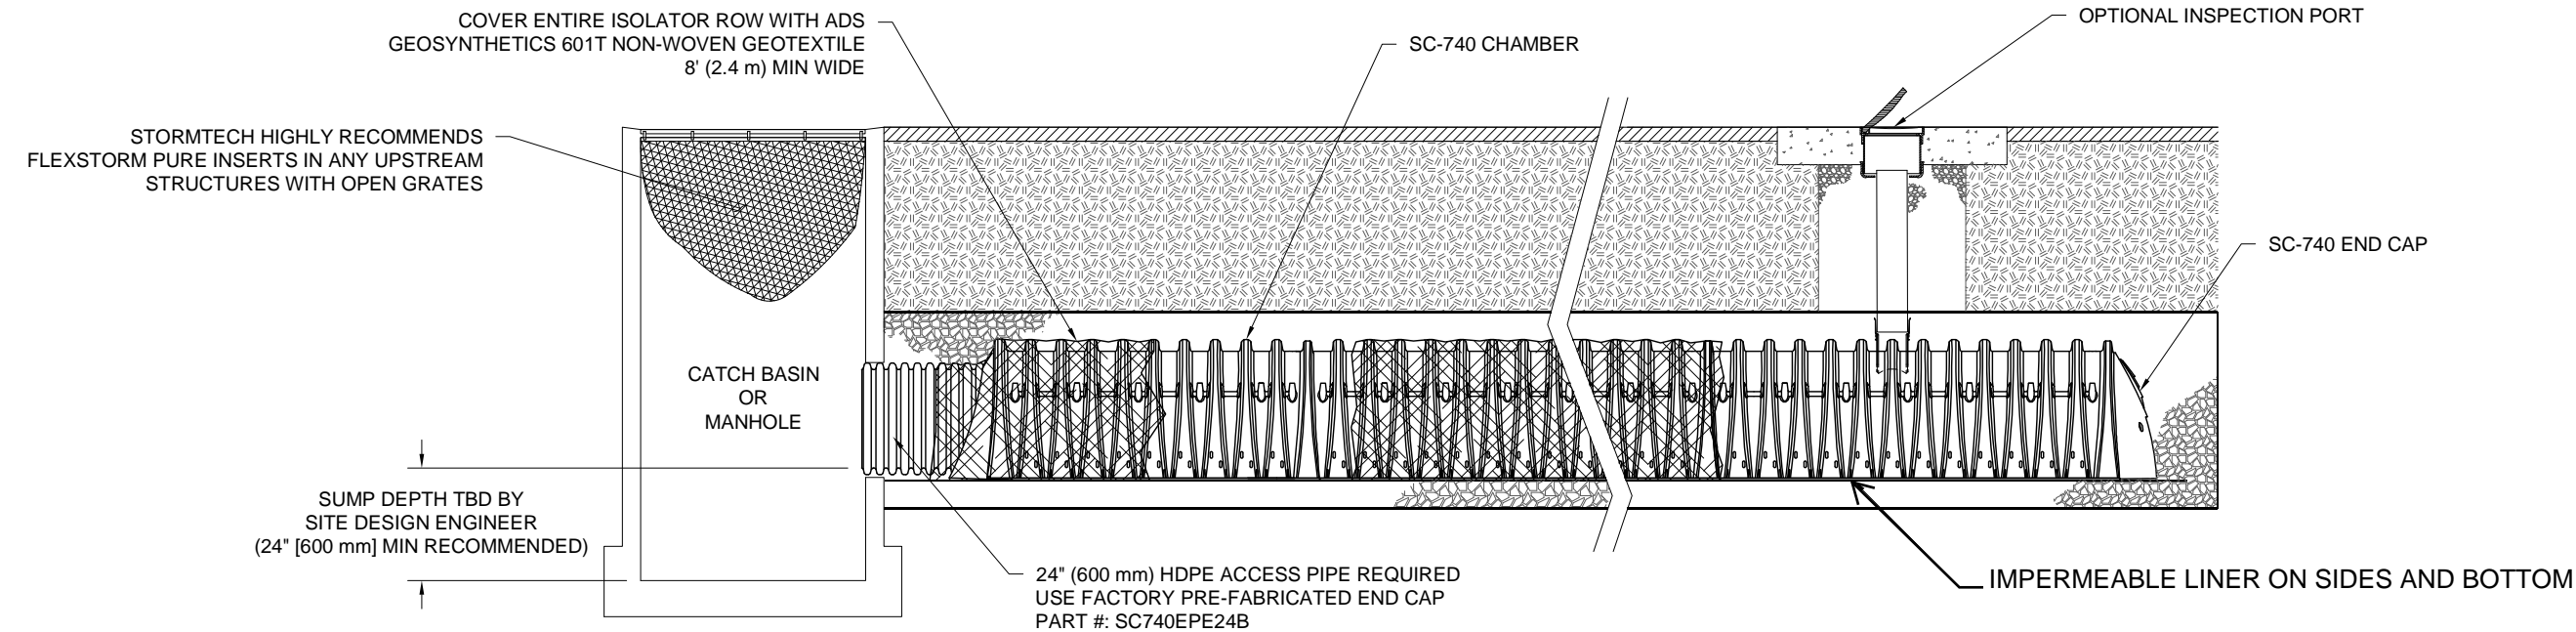 COVER ENTIRE ISOLATOR ROW WITH ADS
GEOSYNTHETICS 601T NON-WOVEN GEOTEXTILE
8' (2.4 m) MIN WIDE
SC-740 CHAMBER
OPTIONAL INSPECTION PORT
STORMTECH HIGHLY RECOMMENDS
FLEXSTORM PURE INSERTS IN ANY UPSTREAM
STRUCTURES WITH OPEN GRATES
SC-740 END CAP
CATCH BASIN
OR
MANHOLE
SUMP DEPTH TBD BY
SITE DESIGN ENGINEER
(24" [600 mm] MIN RECOMMENDED)
24" (600 mm) HDPE ACCESS PIPE REQUIRED
USE FACTORY PRE-FABRICATED END CAP
PART #: SC740EPE24B
IMPERMEABLE LINER ON SIDES AND BOTTOM